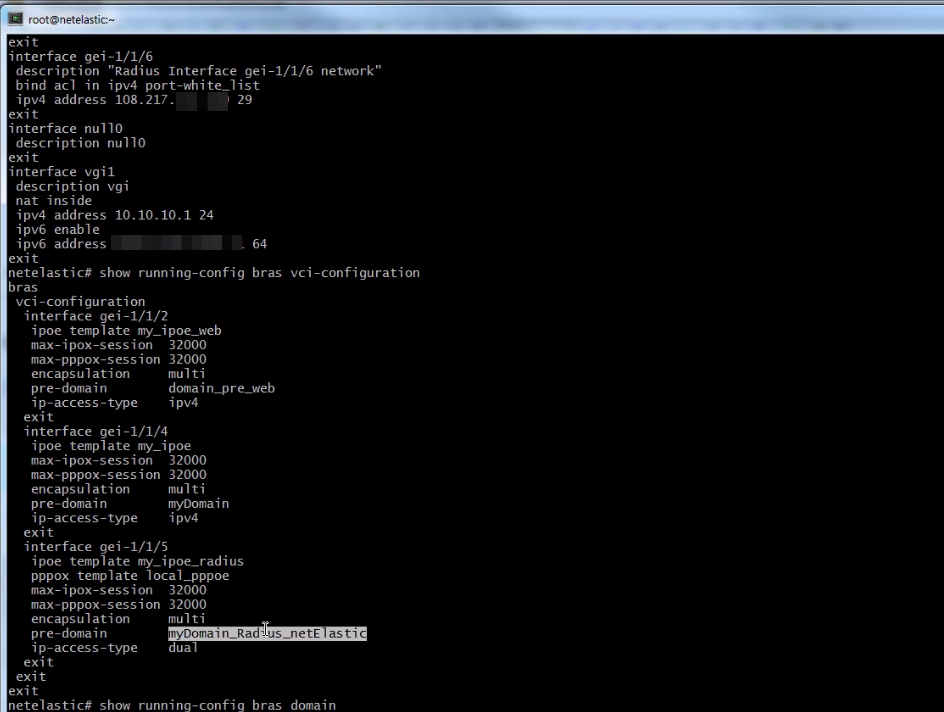 root@netelastic:~
exit
interface gei-1/1/6
 description "Radius Interface gei-1/1/6 network"
 bind acl in ipv4 port-white_list
 ipv4 address 108.217. 29
exit
interface null0
 description null0
exit
interface vgi1
 description vgi
 nat inside
 ipv4 address 10.10.10.1 24
 ipv6 enable
 ipv6 address 64
exit
netelastic# show running-config bras vci-configuration
bras
 vci-configuration
  interface gei-1/1/2
   ipoe template my_ipoe_web
   max-ipox-session  32000
   max-pppox-session 32000
   encapsulation     multi
   pre-domain        domain_pre_web
   ip-access-type    ipv4
  exit
  interface gei-1/1/4
   ipoe template my_ipoe
   max-ipox-session  32000
   max-pppox-session 32000
   encapsulation     multi
   pre-domain        myDomain
   ip-access-type    ipv4
  exit
  interface gei-1/1/5
   ipoe template my_ipoe_radius
   pppox template local_pppoe
   max-ipox-session  32000
   max-pppox-session 32000
   encapsulation     multi
   pre-domain        myDomain_Radius_netElastic
   ip-access-type    dual
  exit
 exit
exit
netelastic# show running-config bras domain